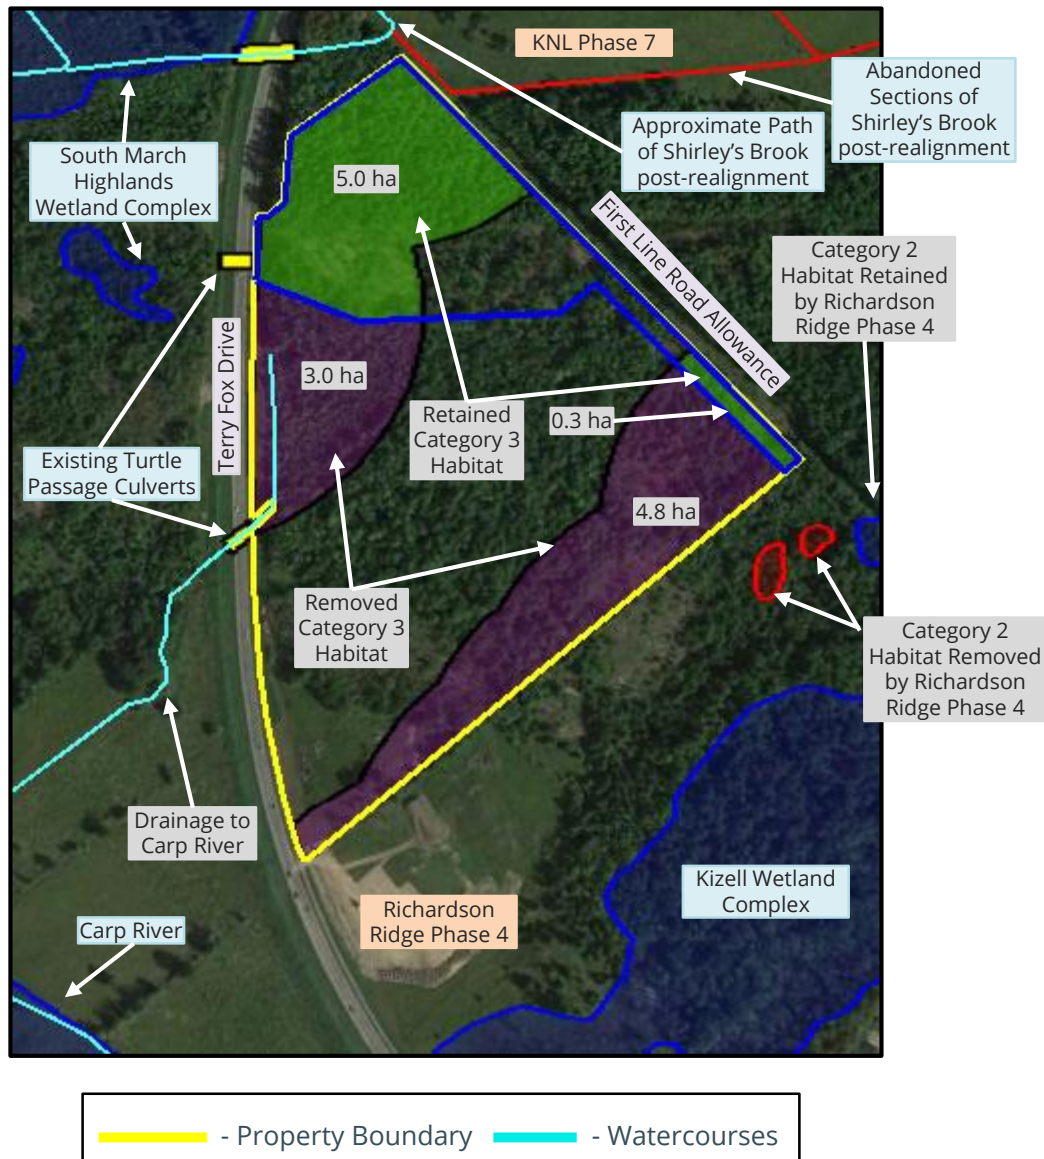 KNL Phase 7
Abandoned
Sections of
Shirley's Brook
post-realignment
Approximate Path
of Shirley's Brook
post-realignment
South March
Highlands
Wetland Complex
5.0 ha
First Line Road Allowance
Category 2
Habitat Retained
by Richardson
Ridge Phase 4
Terry Fox Drive
3.0 ha
Retained
Category 3
Habitat
0.3 ha
Existing Turtle
Passage Culverts
4.8 ha
Removed
Category 3
Habitat
Category 2
Habitat Removed
by Richardson
Ridge Phase 4
Drainage to
Carp River
Kizell Wetland
Complex
Richardson
Ridge Phase 4
Carp River
- Property Boundary
- Watercourses